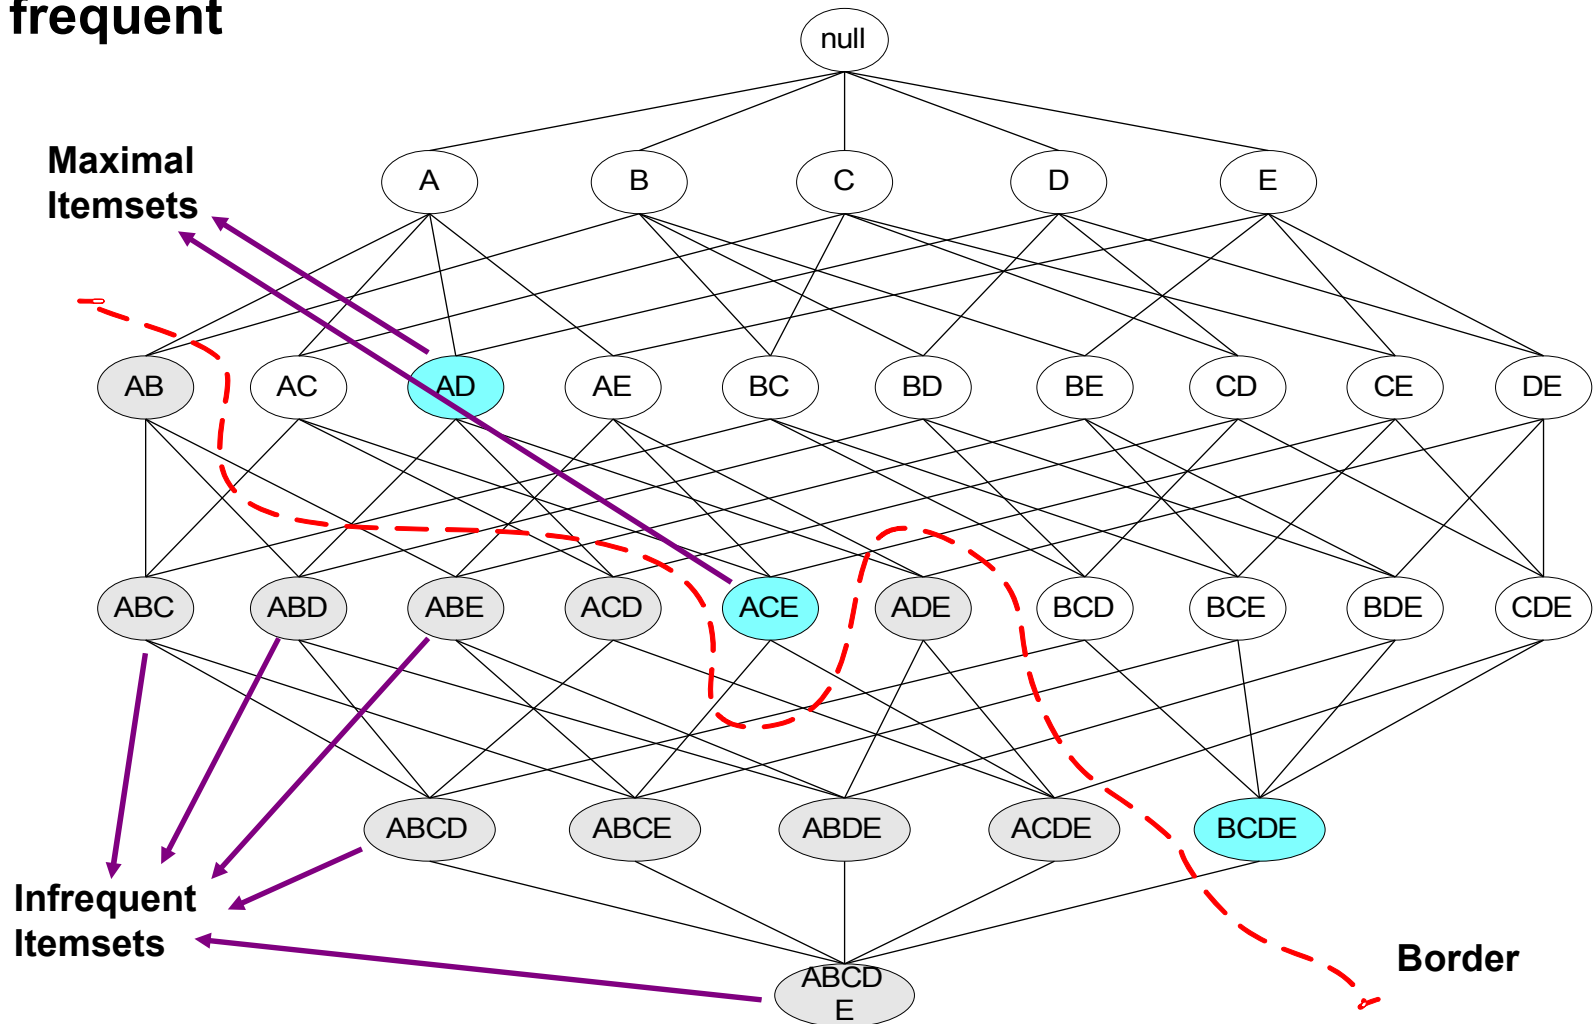 frequent
null
Maximal
Itemsets
A B C D E
AB AC AD AE BC BD BE CD CE DE
ABC ABD ABE ACD ACE ADE BCD BCE BDE CDE
ABCD ABCE ABDE ACDE BCDE
Infrequent
Itemsets
Border
ABCD
E